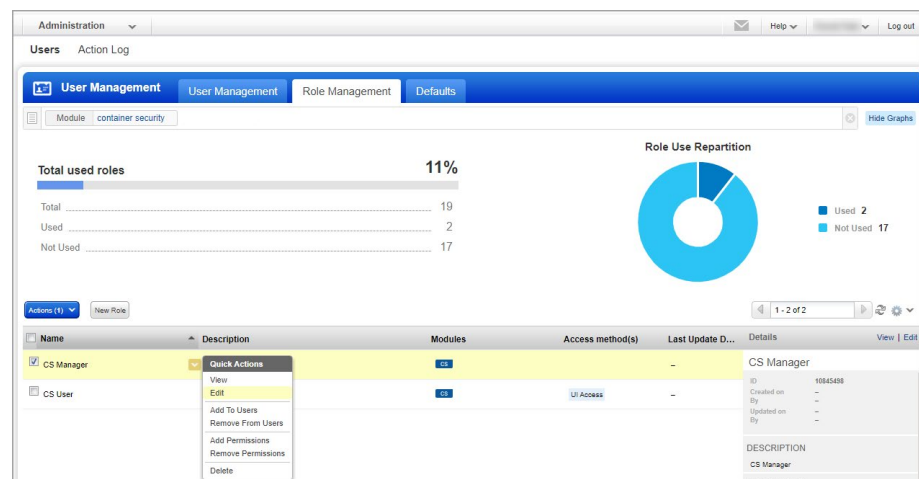 Administration
Help
Log out
Users Action Log
User Management User Management Role Management Defaults
Module container security
Hide Graphs
Role Use Repartition
Total used roles 11%
Total 19
Used 2
Not Used 17
Used 2
Not Used 17
Actions (1) New Role
1 - 2 of 2
Name Description Modules Access method(s) Last Update D... Details View | Edit
CS Manager CS – CS Manager
Quick Actions
View
Edit
Add To Users
Remove From Users
Add Permissions
Remove Permissions
Delete
CS User CS UI Access –
ID 10845498
Created on –
By –
Updated on –
By –
DESCRIPTION
CS Manager